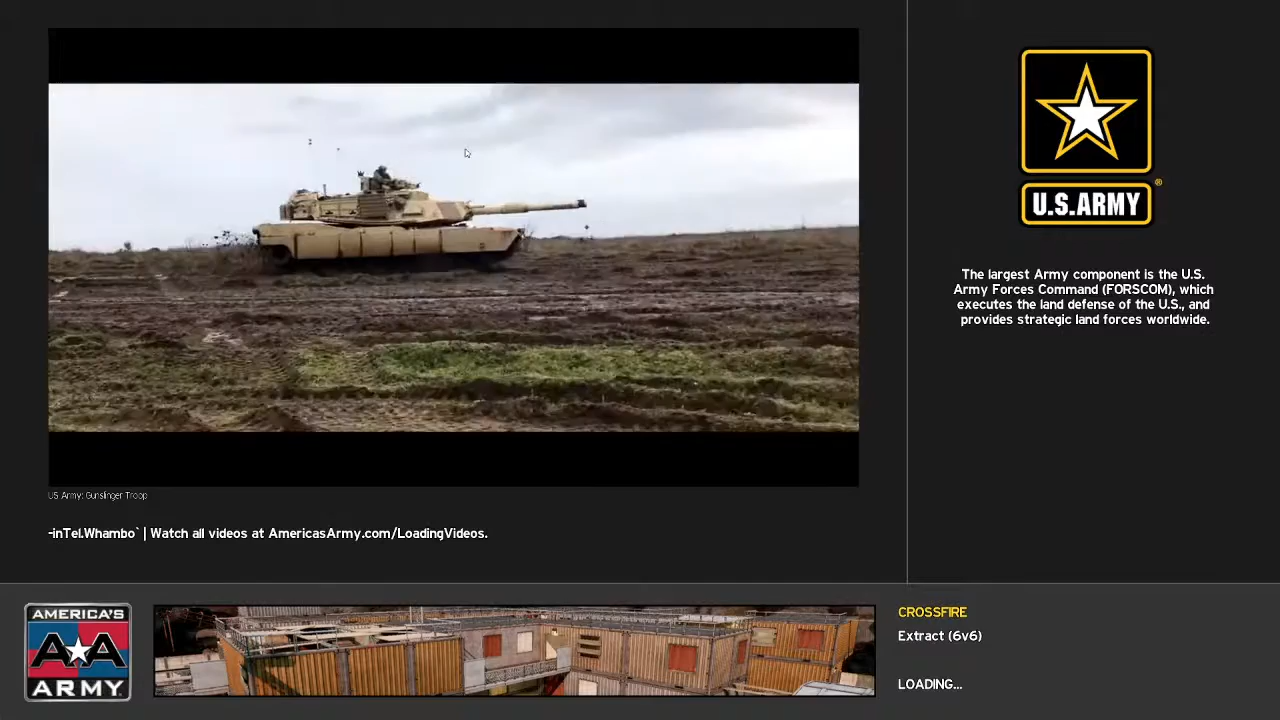 U.S.ARMY
®
The largest Army component is the U.S.
Army Forces Command (FORSCOM), which
executes the land defense of the U.S., and
provides strategic land forces worldwide.
US Army: Gunslinger Troop
-inTel.Whambo` | Watch all videos at AmericasArmy.com/LoadingVideos.
AMERICA'S
AA
ARMY
CROSSFIRE
Extract (6v6)
LOADING...